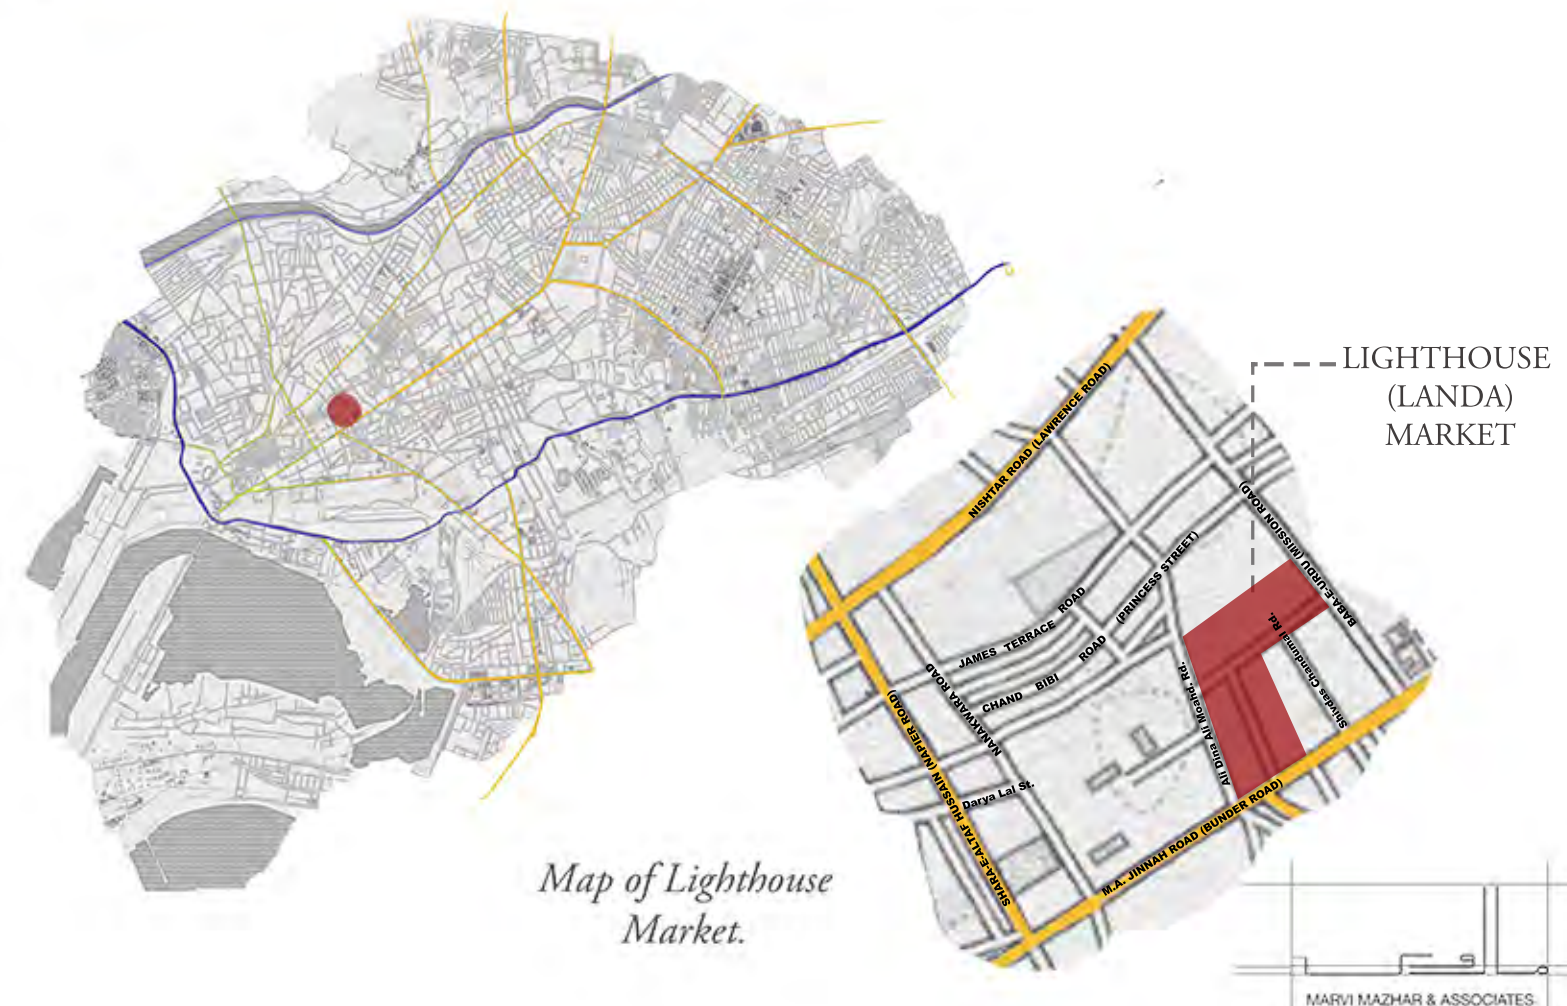 LIGHTHOUSE
(LANDA)
MARKET
NISHTAR ROAD (LAWRENCE ROAD)
BABA-E-URDU (MISSION ROAD)
JAMES TERRACE ROAD
CHAND BIBI ROAD (PRINCESS STREET)
NANAKWARA ROAD
SHARA-E-ALTAF HUSSAIN (NAPIER ROAD)
Darya Lal St.
Ali Dina Ali Moahd. Rd.
Shivdas Chandumal Rd.
M.A. JINNAH ROAD (BUNDER ROAD)
Map of Lighthouse
Market.
MARVI MAZHAR & ASSOCIATES